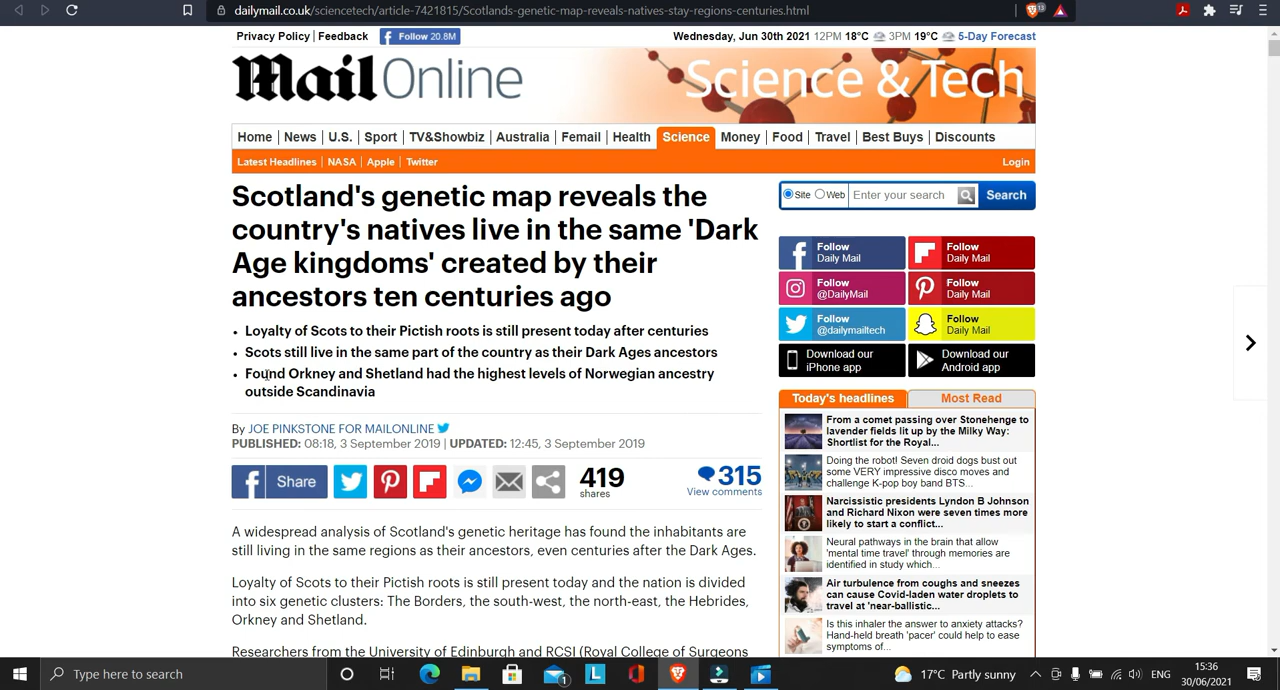 dailymail.co.uk/sciencetech/article-7421815/Scotlands-genetic-map-reveals-natives-stay-regions-centuries.html
13
Privacy Policy | Feedback
Follow 20.8M
Wednesday, Jun 30th 2021 12PM 18°C 3PM 19°C 5-Day Forecast
Mail Online
Science & Tech
Home | News | U.S. | Sport | TV&Showbiz | Australia | Femail | Health | Science | Money | Food | Travel | Best Buys | Discounts
Latest Headlines | NASA | Apple | Twitter
Login
Scotland's genetic map reveals the
country's natives live in the same 'Dark
Age kingdoms' created by their
ancestors ten centuries ago
• Loyalty of Scots to their Pictish roots is still present today after centuries
• Scots still live in the same part of the country as their Dark Ages ancestors
• Found Orkney and Shetland had the highest levels of Norwegian ancestry
outside Scandinavia
By JOE PINKSTONE FOR MAILONLINE
PUBLISHED: 08:18, 3 September 2019 | UPDATED: 12:45, 3 September 2019
Share
419
shares
315
View comments
A widespread analysis of Scotland's genetic heritage has found the inhabitants are
still living in the same regions as their ancestors, even centuries after the Dark Ages.
Loyalty of Scots to their Pictish roots is still present today and the nation is divided
into six genetic clusters: The Borders, the south-west, the north-east, the Hebrides,
Orkney and Shetland.
Researchers from the University of Edinburgh and RCSI (Royal College of Surgeons
Site Web Enter your search Search
Follow
Daily Mail
Follow
Daily Mail
Follow
@DailyMail
Follow
Daily Mail
Follow
@dailymailtech
Follow
Daily Mail
Download our
iPhone app
Download our
Android app
Today's headlines Most Read
From a comet passing over Stonehenge to
lavender fields lit up by the Milky Way:
Shortlist for the Royal...
Doing the robot! Seven droid dogs bust out
some VERY impressive disco moves and
challenge K-pop boy band BTS...
Narcissistic presidents Lyndon B Johnson
and Richard Nixon were seven times more
likely to start a conflict...
Neural pathways in the brain that allow
'mental time travel' through memories are
identified in study which...
Air turbulence from coughs and sneezes
can cause Covid-laden water droplets to
travel at 'near-ballistic...
Is this inhaler the answer to anxiety attacks?
Hand-held breath 'pacer' could help to ease
symptoms of...
Type here to search
1
L
17°C Partly sunny
ENG
15:36
30/06/2021